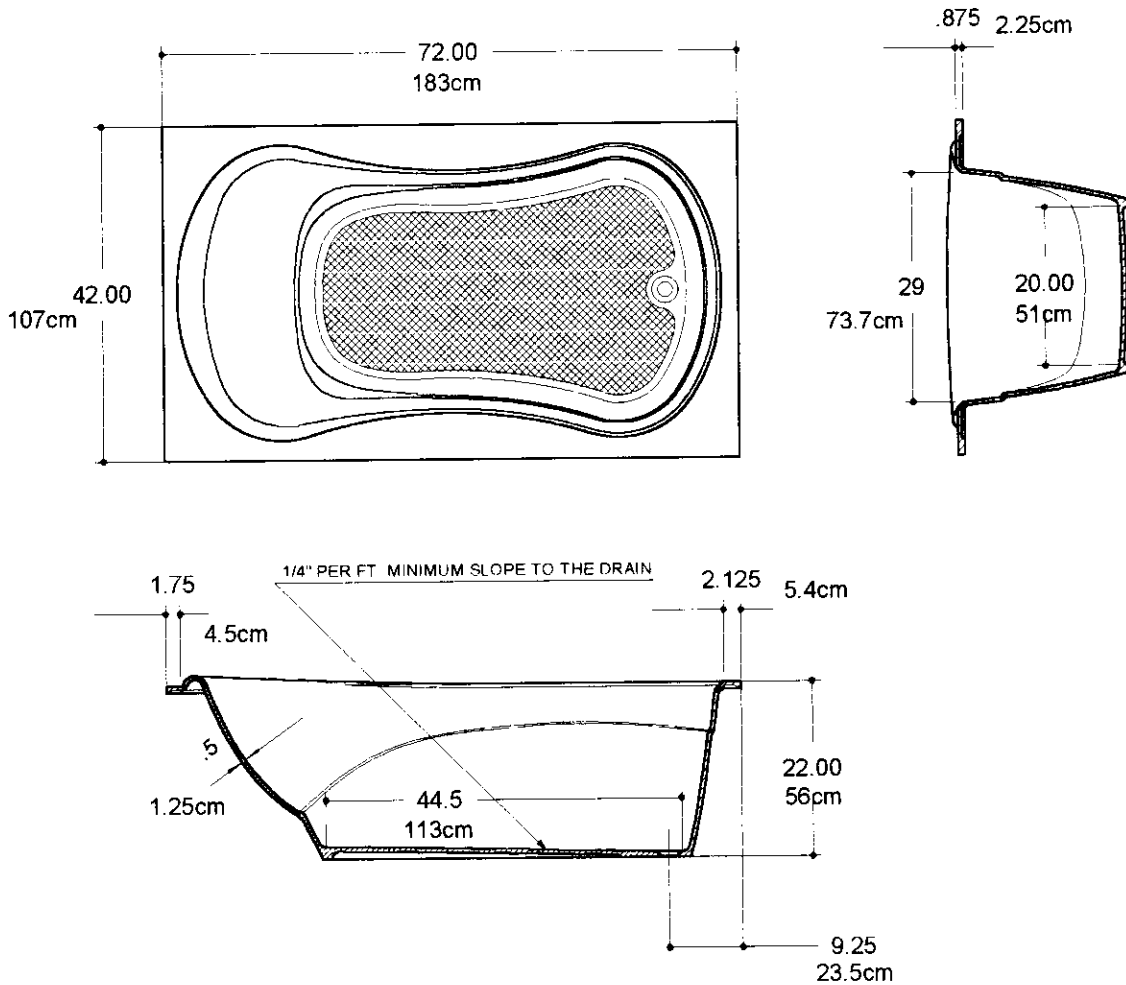 72.00
183cm
.875
2.25cm
42.00
107cm
29
73.7cm
20.00
51cm
1/4" PER FT MINIMUM SLOPE TO THE DRAIN
1.75
4.5cm
2.125
5.4cm
.5
1.25cm
44.5
113cm
22.00
56cm
9.25
23.5cm